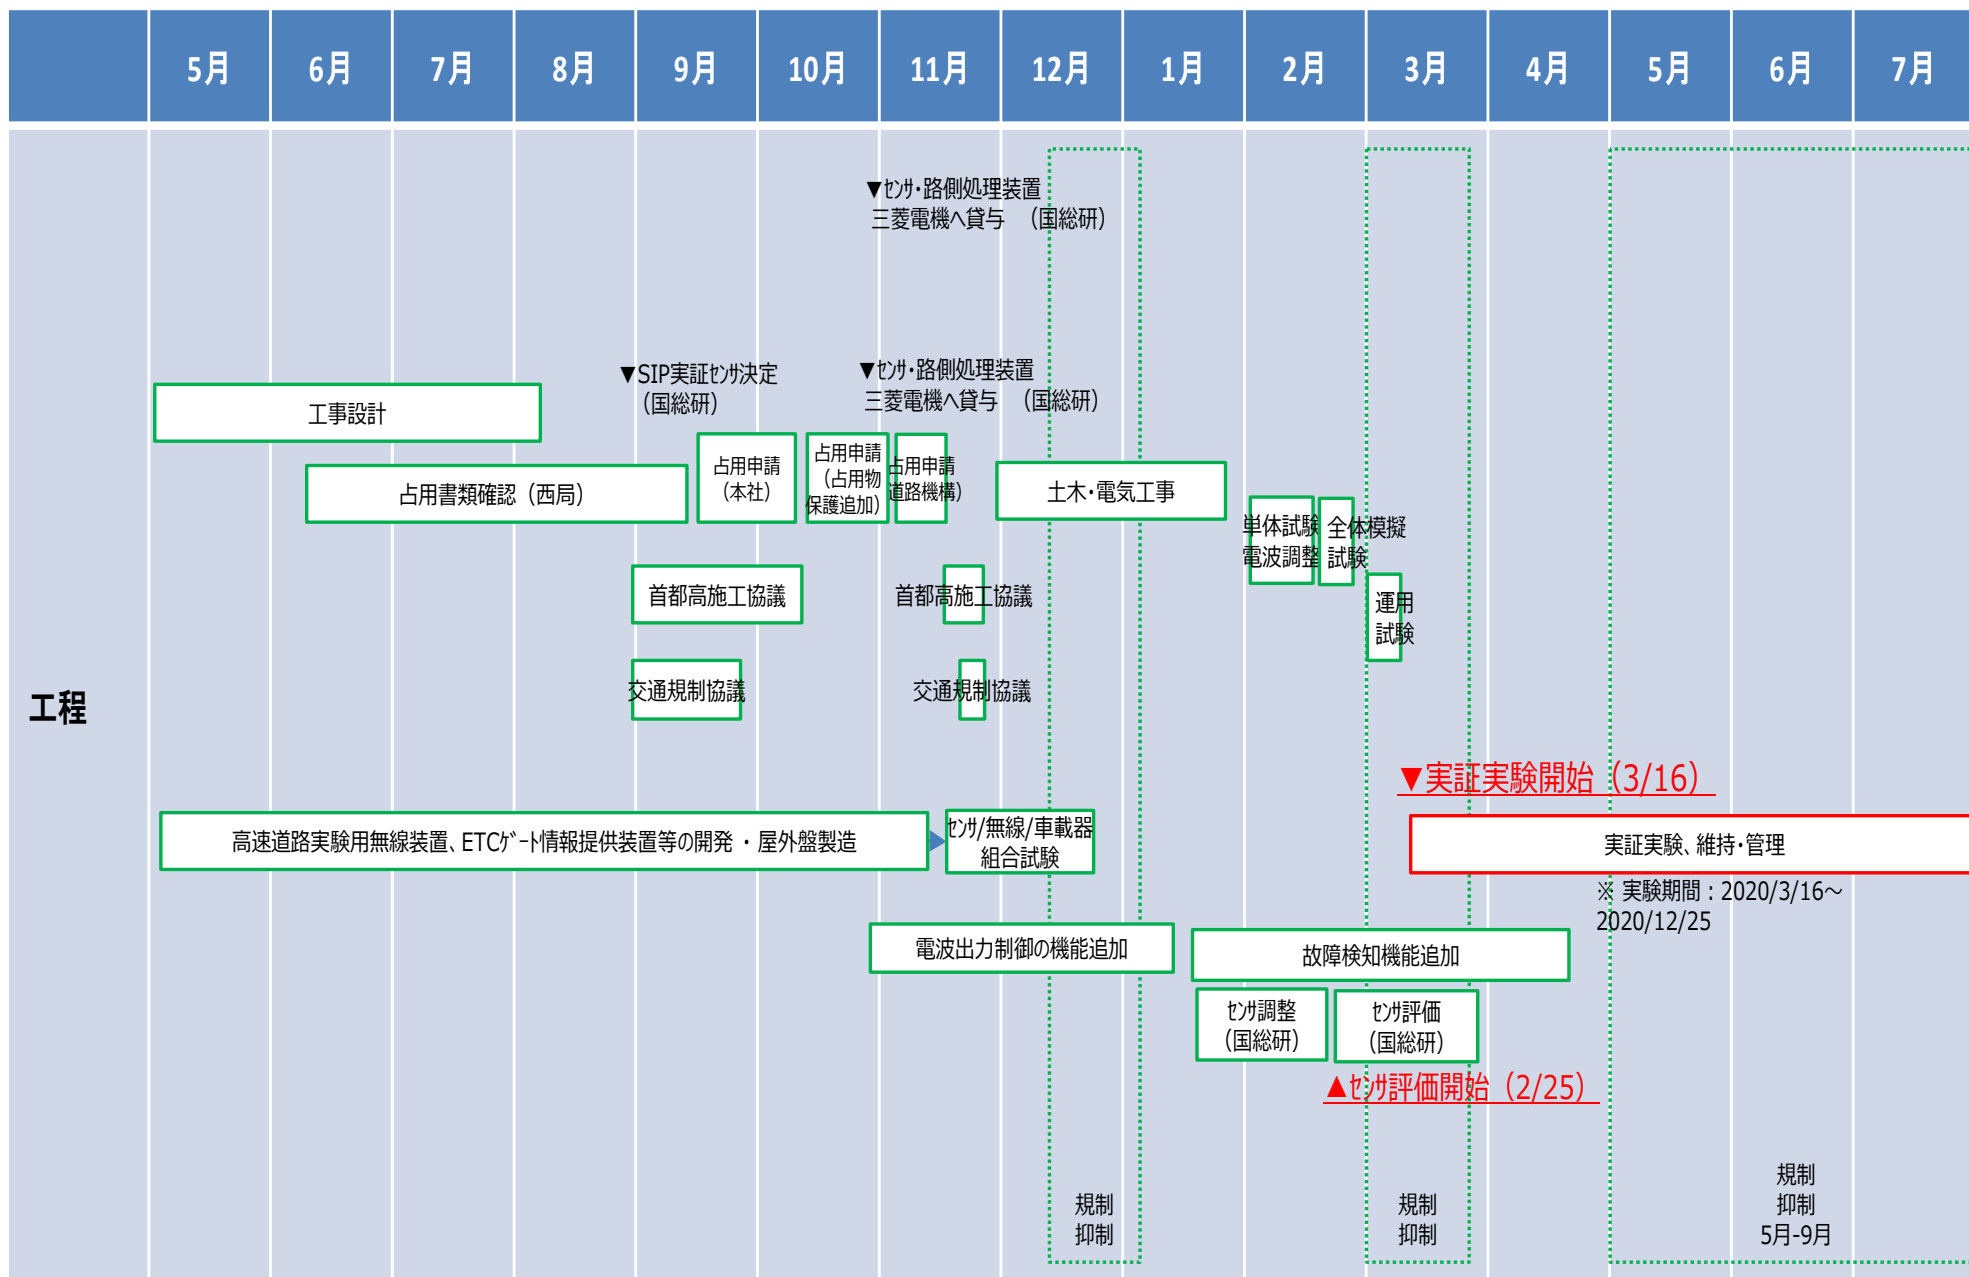 5月 6月 7月 8月 9月 10月 11月 12月 1月 2月 3月 4月 5月 6月 7月
工程
▼ｾﾝｻ・路側処理装置
三菱電機へ貸与　（国総研）
▼SIP実証ｾﾝｻ決定
（国総研）
▼ｾﾝｻ・路側処理装置
三菱電機へ貸与　（国総研）
工事設計
占用書類確認（西局）
占用申請
（本社）
占用申請
（占用物
保護追加）
占用申請
道路機構）
土木・電気工事
単体試験
電波調整
全体模擬
試験
運用
試験
首都高施工協議
首都高施工協議
交通規制協議
交通規制協議
▼実証実験開始（3/16）
高速道路実験用無線装置、ETCｹﾞｰﾄ情報提供装置等の開発 ・ 屋外盤製造
ｾﾝｻ/無線/車載器
組合試験
実証実験、維持・管理
※ 実験期間：2020/3/16～
2020/12/25
電波出力制御の機能追加
故障検知機能追加
ｾﾝｻ調整
（国総研）
ｾﾝｻ評価
（国総研）
▲ｾﾝｻ評価開始（2/25）
規制
抑制
規制
抑制
規制
抑制
5月-9月